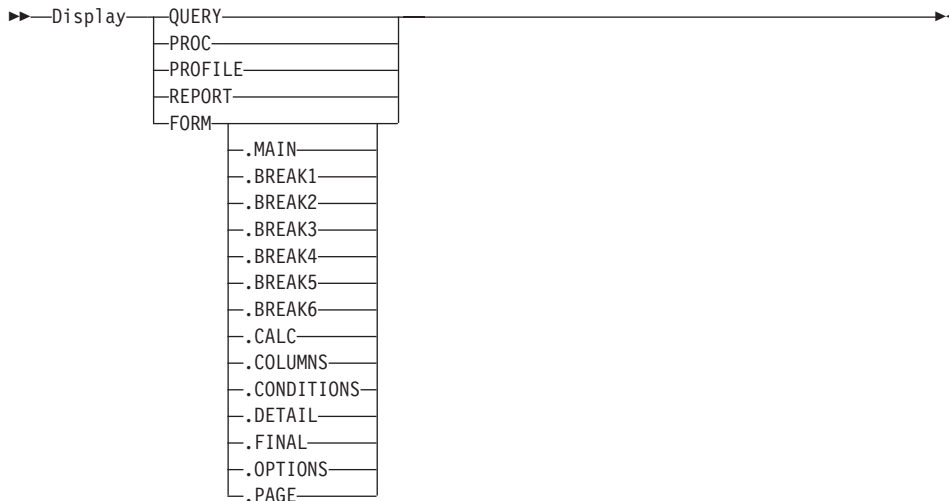 Display QUERY
PROC
PROFILE
REPORT
FORM
.MAIN
.BREAK1
.BREAK2
.BREAK3
.BREAK4
.BREAK5
.BREAK6
.CALC
.COLUMNS
.CONDITIONS
.DETAIL
.FINAL
.OPTIONS
.PAGE